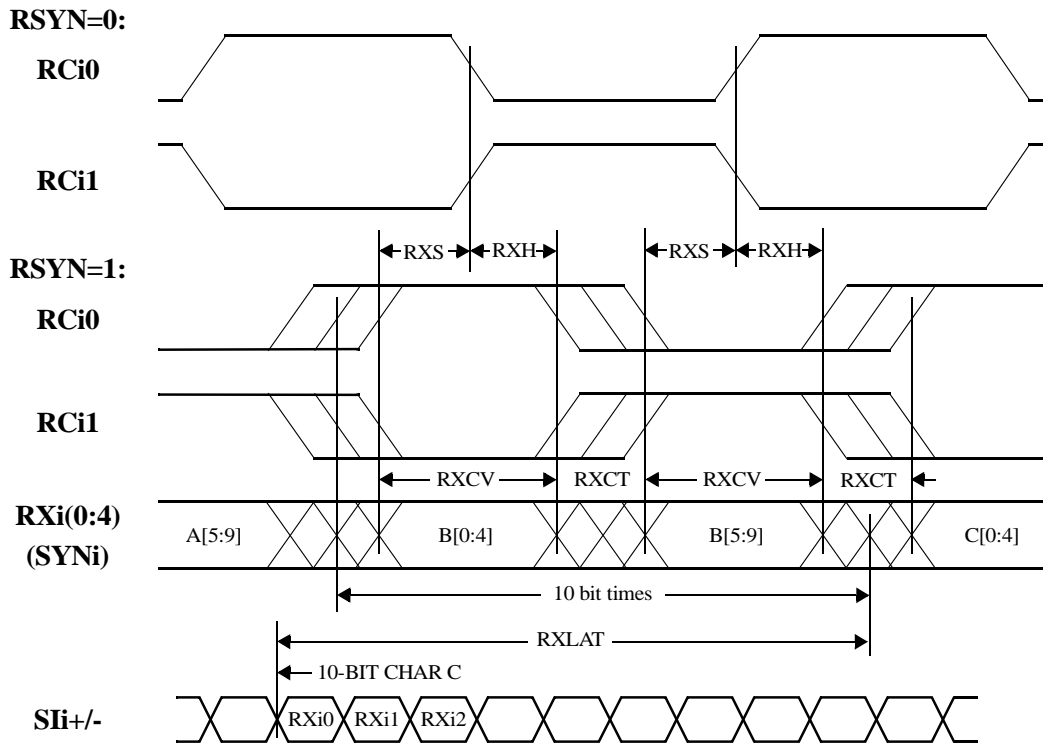 RSYN=0:
RCi0
RCi1
RXS RXH RXS RXH
RSYN=1:
RCi0
RCi1
RXCV RXCT RXCV RXCT
RXi(0:4)
(SYNi)
A[5:9] B[0:4] B[5:9] C[0:4]
10 bit times
RXLAT
10-BIT CHAR C
SIi+/- RXi0 RXi1 RXi2